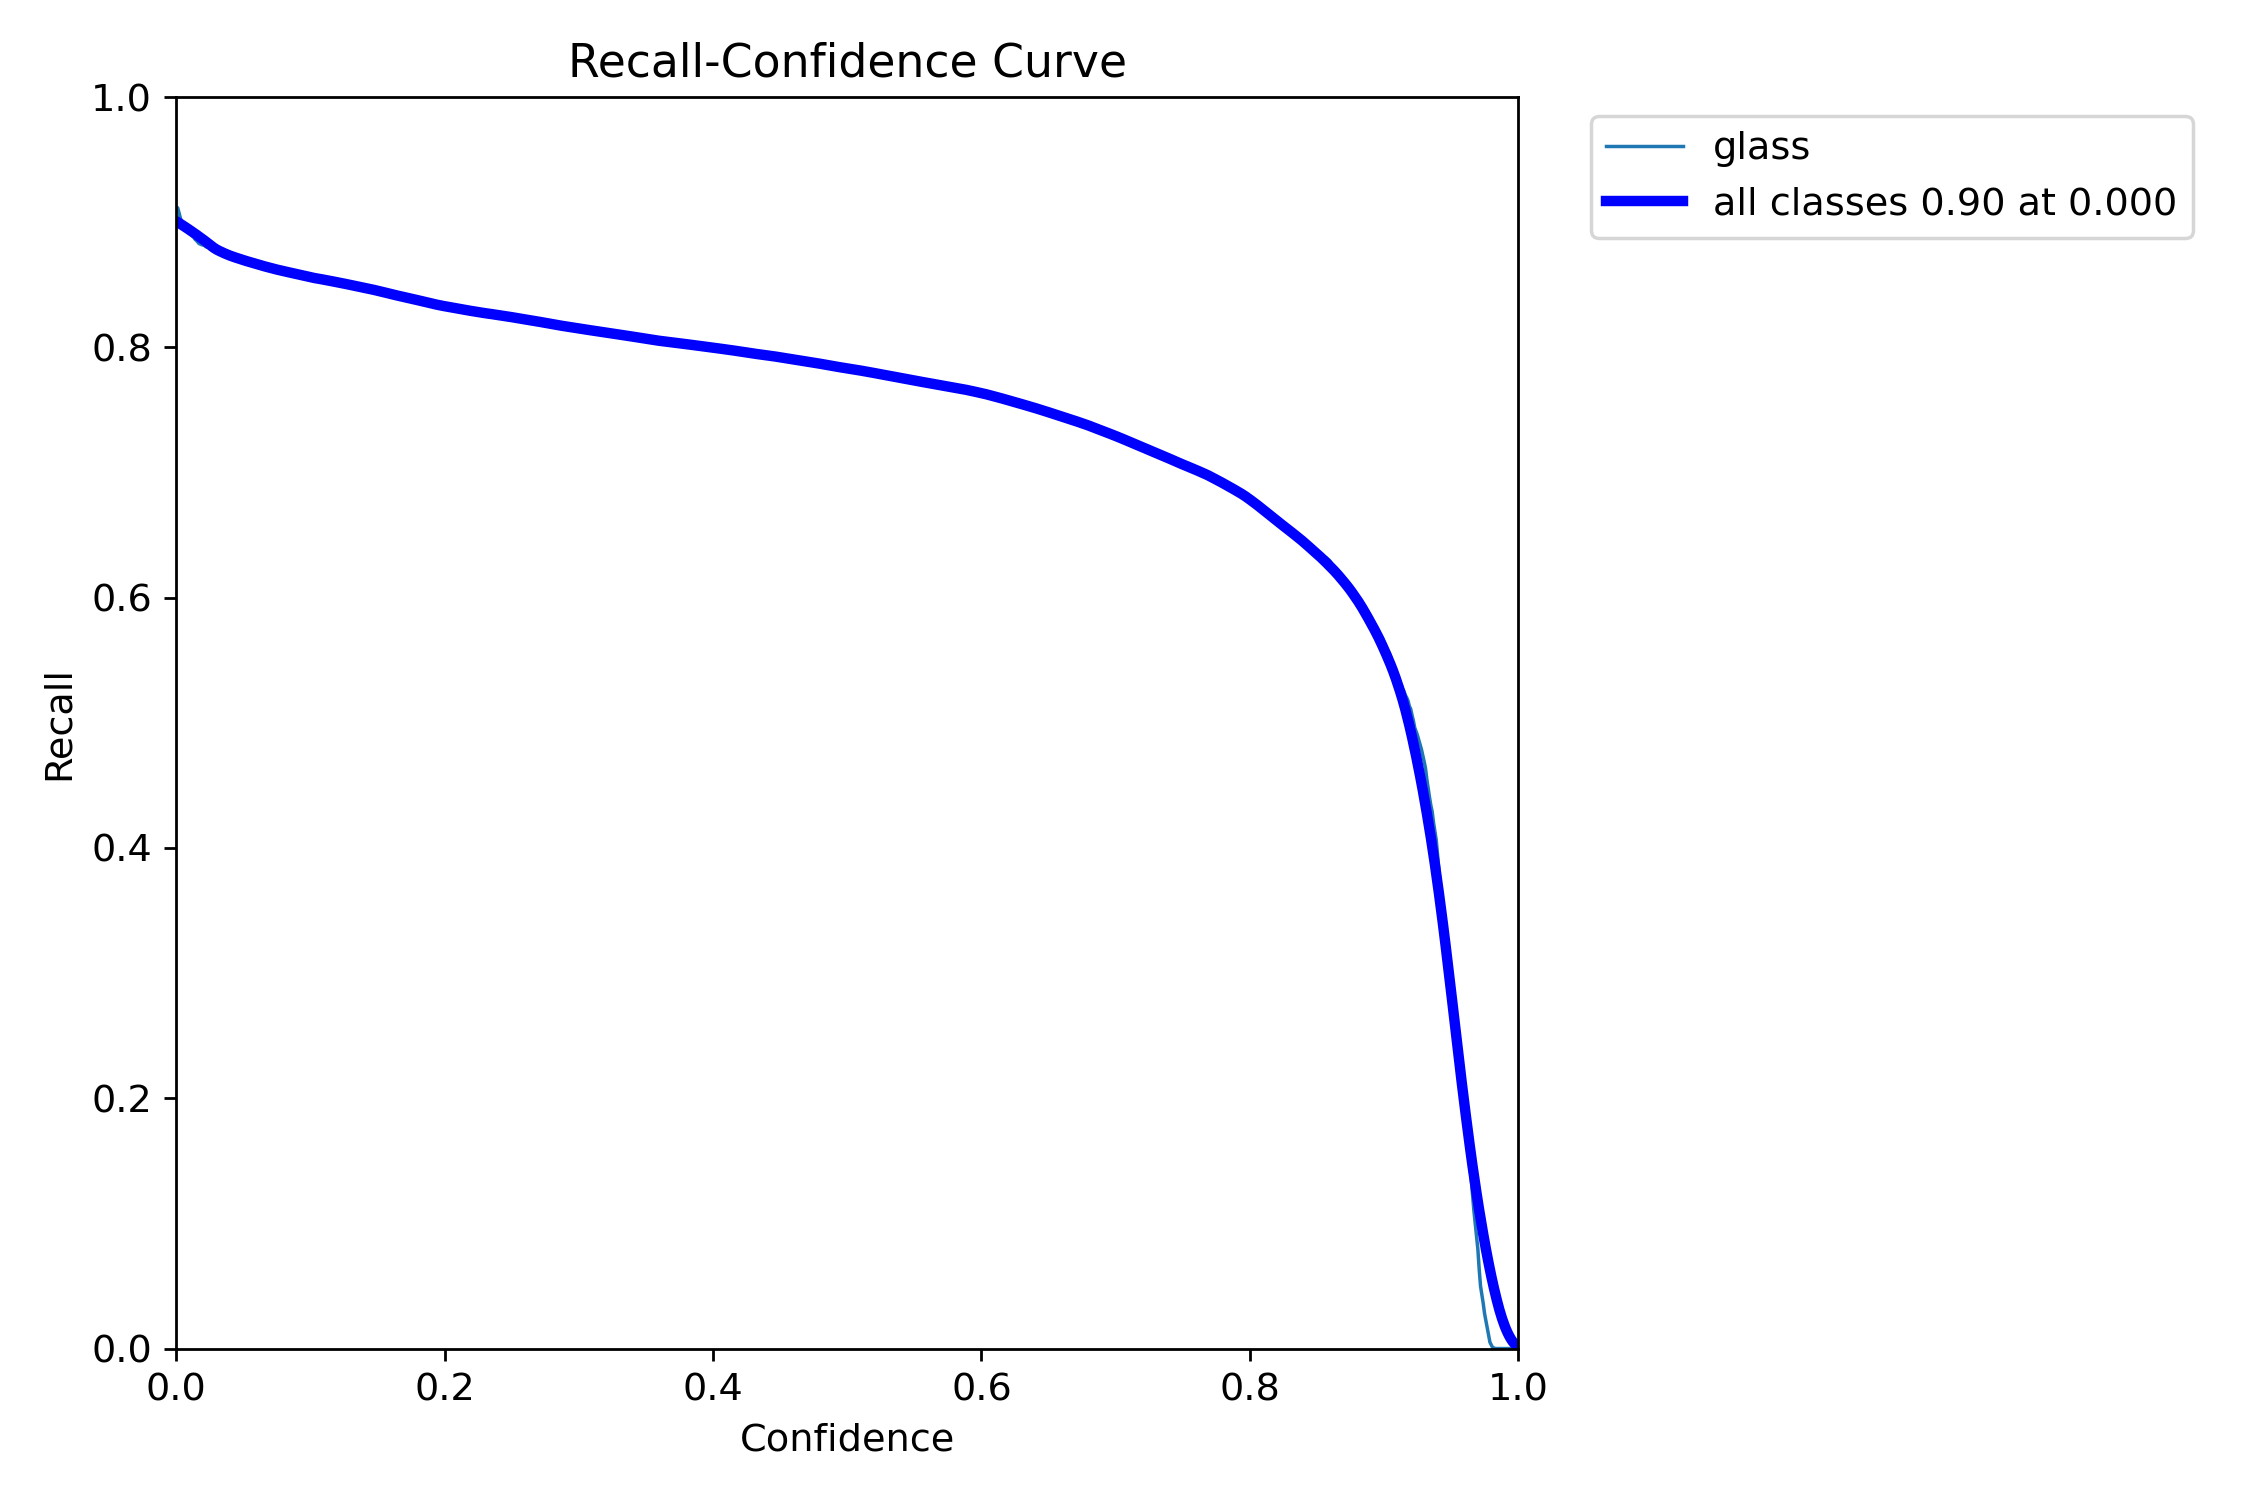 Recall-Confidence Curve
1.0
0.8
0.6
0.4
0.2
0.0
Recall
0.0 0.2 0.4 0.6 0.8 1.0
Confidence
glass
all classes 0.90 at 0.000